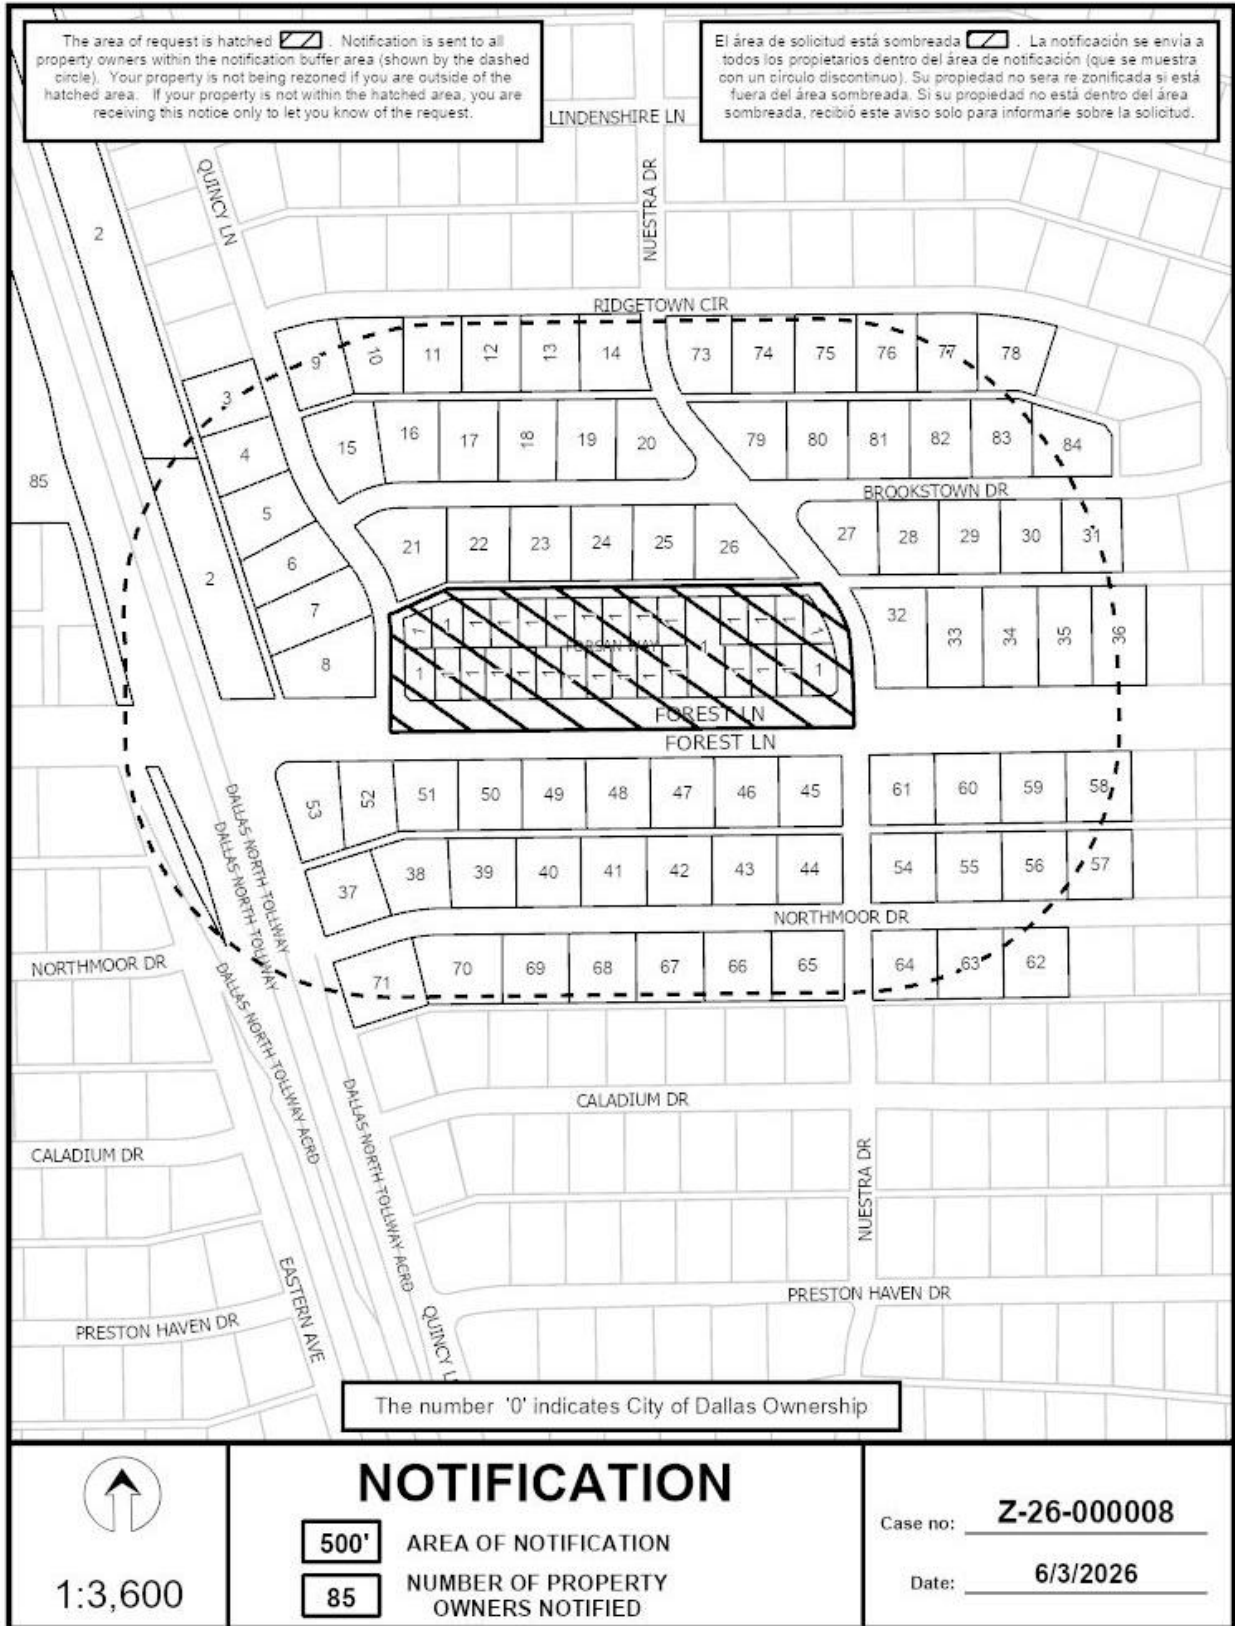 The area of request is hatched . Notification is sent to all
property owners within the notification buffer area (shown by the dashed
circle). Your property is not being rezoned if you are outside of the
hatched area. If your property is not within the hatched area, you are
receiving this notice only to let you know of the request.
El área de solicitud está sombreada . La notificación se envía a
todos los propietarios dentro del área de notificación (que se muestra
con un círculo discontinuo). Su propiedad no sera re zonificada si está
fuera del área sombreada. Si su propiedad no está dentro del área
sombreada, recibió este aviso solo para informarle sobre la solicitud.
LINDENSHIRE LN
QUINCY LN
NUESTRA DR
2
RIDGETOWN CIR
9 10 11 12 13 14 73 74 75 76 77 78
3
15 16 17 18 19 20 79 80 81 82 83 84
4
85
BROOKSTOWN DR
5
21 22 23 24 25 26 27 28 29 30 31
6
2
7
32 33 34 35 36
1 1 1 1 1 1 1 1 1 1 1 1 1 1 1
FORSAN WAY
8
1 1 1 1 1 1 1 1 1 1 1 1 1 1 1
FOREST LN
FOREST LN
53 52 51 50 49 48 47 46 45 61 60 59 58
DALLAS NORTH TOLLWAY
DALLAS NORTH TOLLWAY
37 38 39 40 41 42 43 44 54 55 56 57
NORTHMOOR DR
NORTHMOOR DR
71 70 69 68 67 66 65 64 63 62
DALLAS NORTH TOLLWAY ACRD
DALLAS NORTH TOLLWAY ACRD
CALADIUM DR
CALADIUM DR
NUESTRA DR
EASTERN AVE
PRESTON HAVEN DR
PRESTON HAVEN DR
QUINCY L
The number '0' indicates City of Dallas Ownership
1:3,600
NOTIFICATION
500' AREA OF NOTIFICATION
85 NUMBER OF PROPERTY
OWNERS NOTIFIED
Case no: Z-26-000008
Date: 6/3/2026